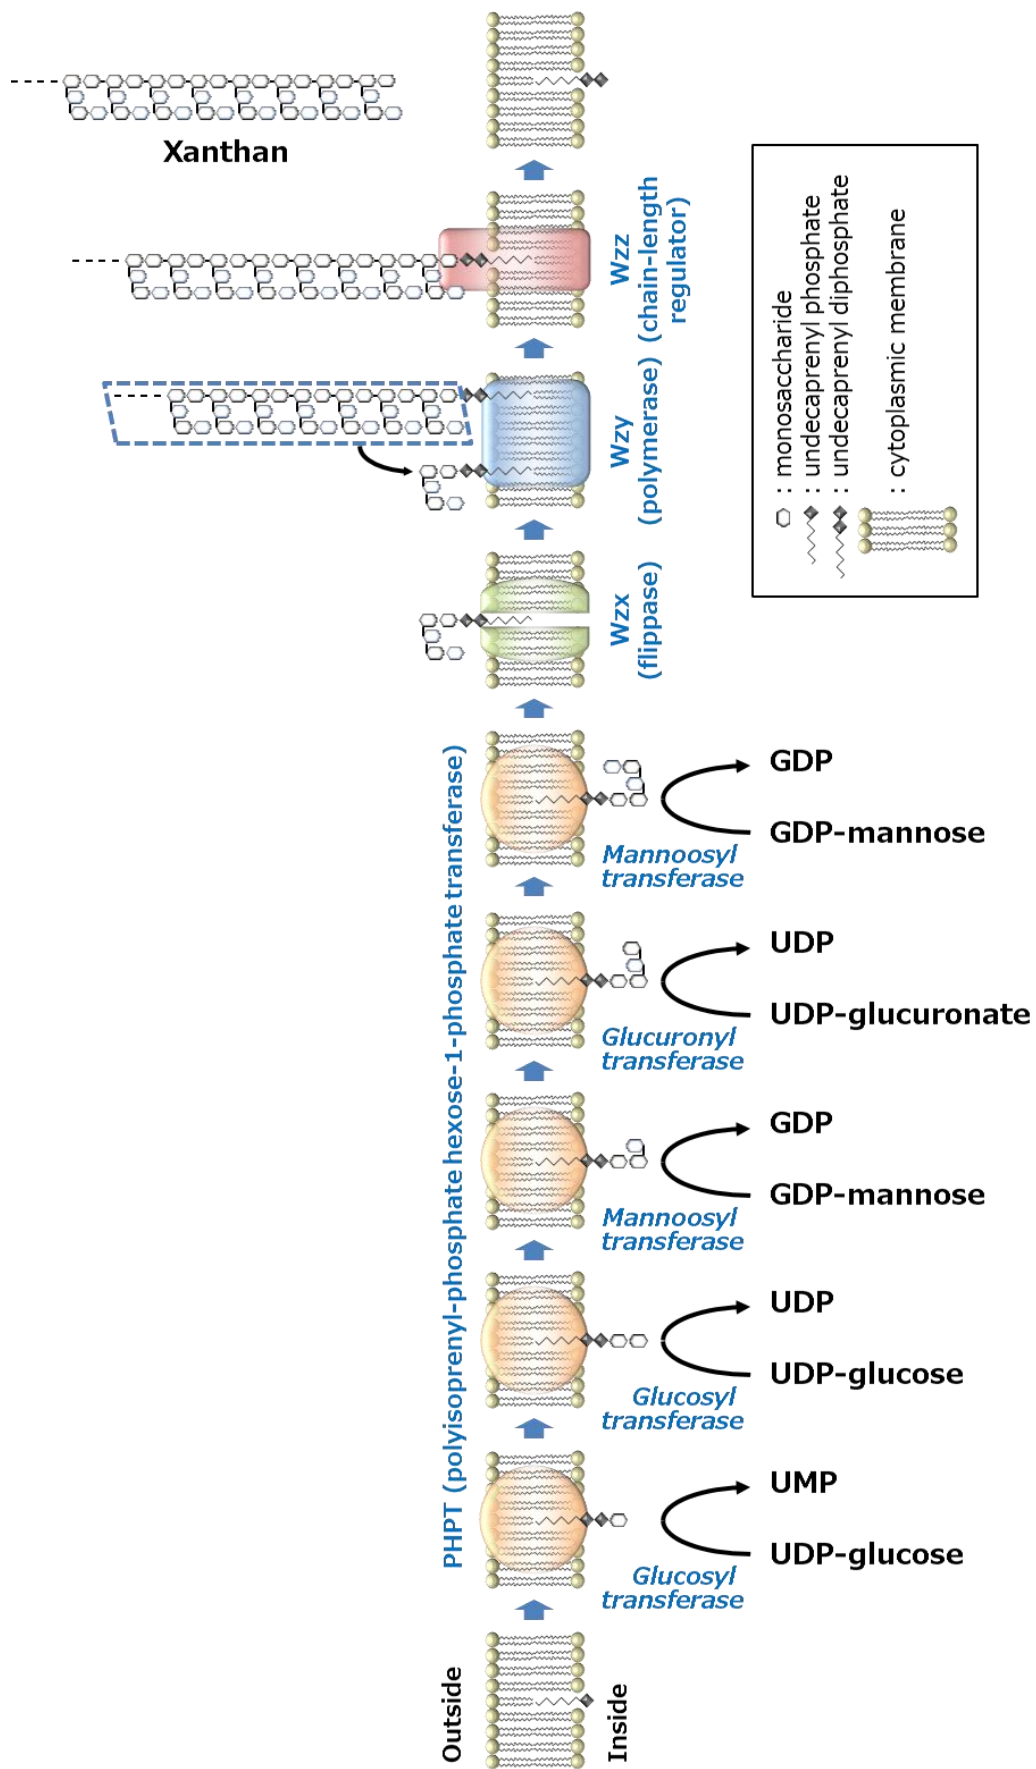 Xanthan
Outside
Inside
PHPT (polyisoprenyl-phosphate hexose-1-phosphate transferase)
Glucosyl
transferase
UDP-glucose
UMP
Glucosyl
transferase
UDP-glucose
UDP
Mannoosyl
transferase
GDP-mannose
GDP
Glucuronyl
transferase
UDP-glucuronate
UDP
Mannoosyl
transferase
GDP-mannose
GDP
Wzx
(flippase)
Wzy
(polymerase)
Wzz
(chain-length
regulator)
: monosaccharide
: undecaprenyl phosphate
: undecaprenyl diphosphate
: cytoplasmic membrane